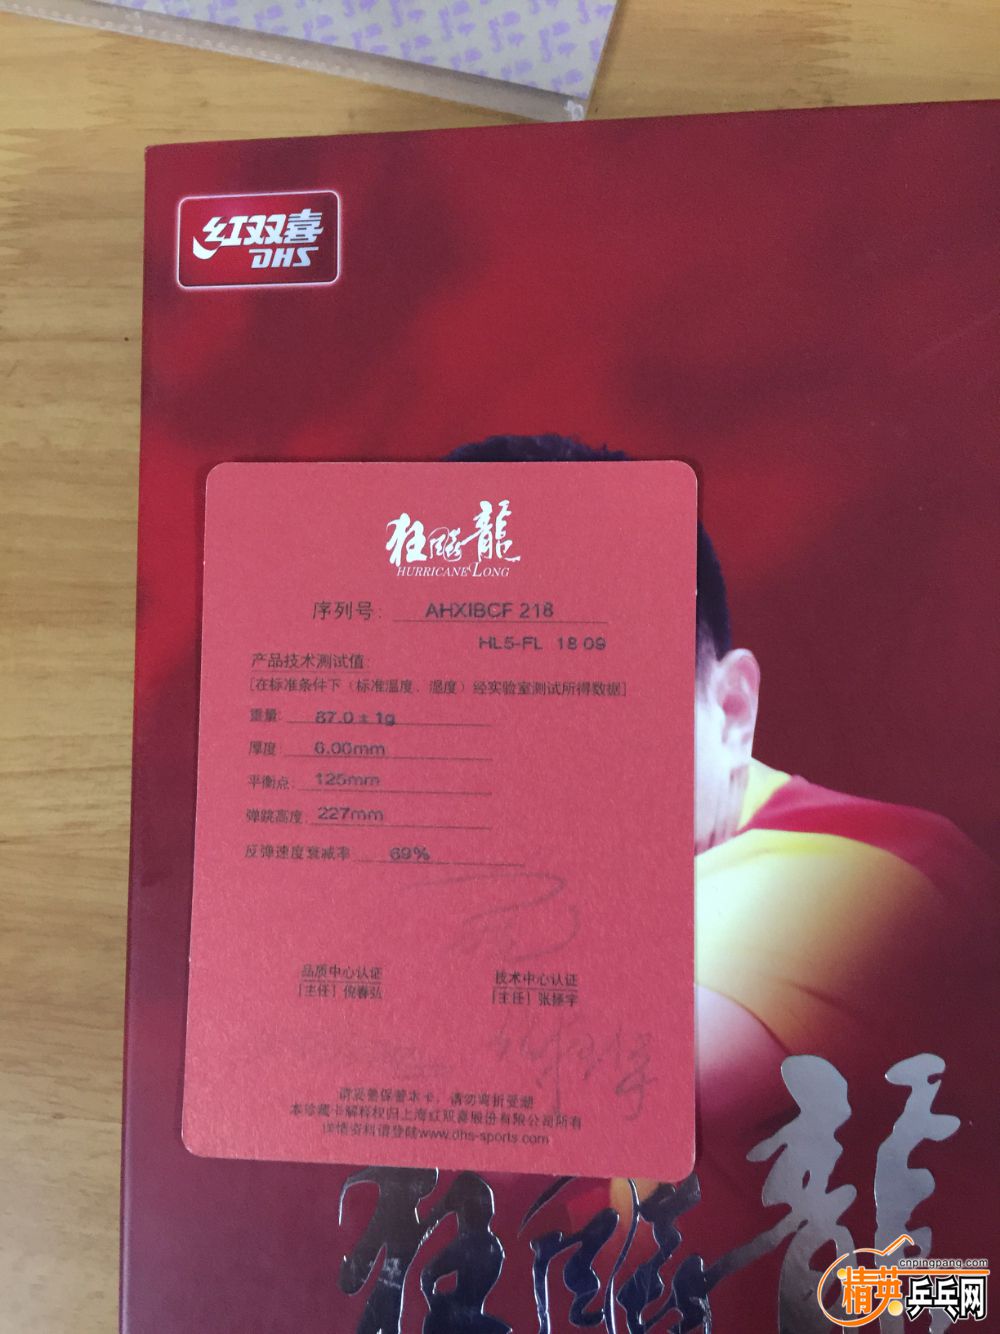 红双喜
DHS
狂飚龍
HURRICANE LONG
序列号: AHXIBCF 218
HL5-FL 18 09
产品技术测试值:
[在标准条件下（标准温度、湿度）经实验室测试所得数据]
重量: 87.0 ± 1g
厚度: 6.00mm
平衡点: 125mm
弹跳高度: 227mm
反弹速度衰减率 69%
品质中心认证
[主任] 倪春弘
技术中心认证
[主任] 张择宇
请妥善保管本卡，请勿弯折受潮
本珍藏卡解释权归上海红双喜股份有限公司所有
详情资料请登陆www.dhs-sports.com
狂飚龍
cnpingpang.com
精英乒乓网